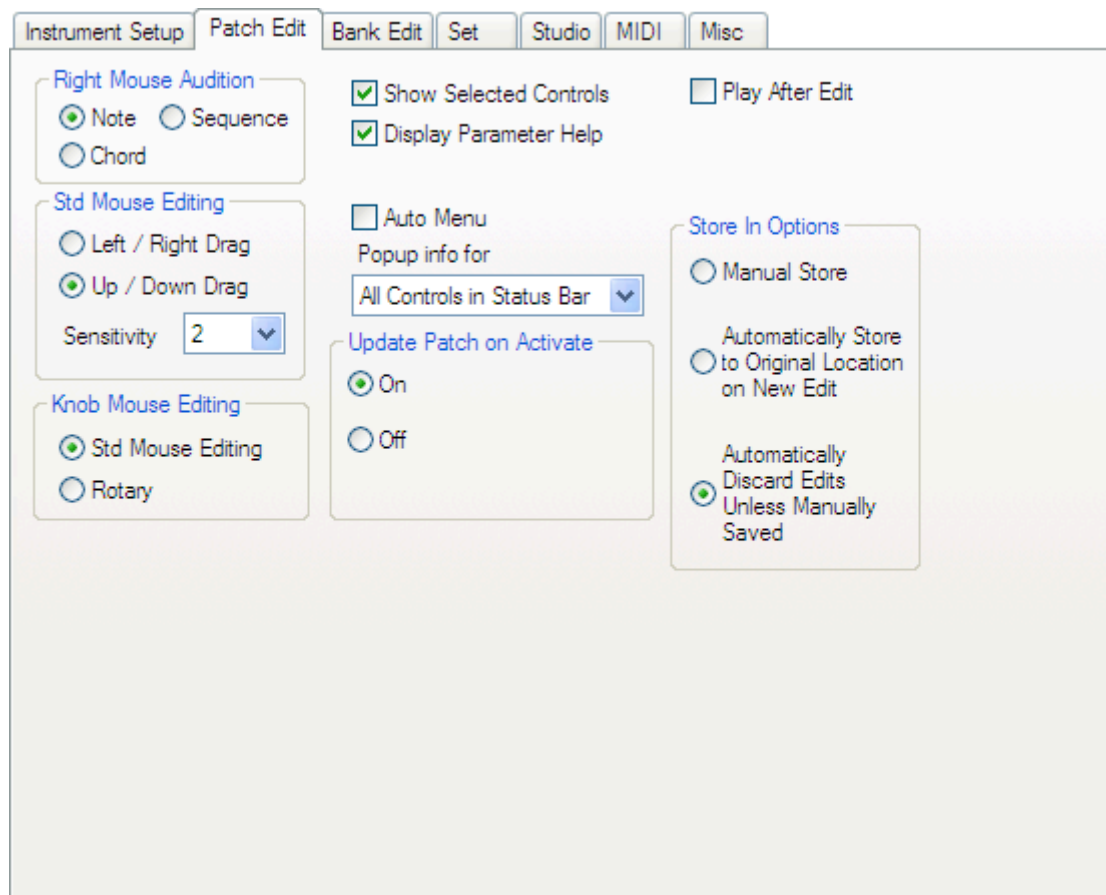 Instrument Setup
Patch Edit
Bank Edit
Set
Studio
MIDI
Misc
Right Mouse Audition
Note
Sequence
Chord
Show Selected Controls
Display Parameter Help
Play After Edit
Std Mouse Editing
Left / Right Drag
Up / Down Drag
Sensitivity
2
Auto Menu
Popup info for
All Controls in Status Bar
Update Patch on Activate
On
Off
Knob Mouse Editing
Std Mouse Editing
Rotary
Store In Options
Manual Store
Automatically Store
to Original Location
on New Edit
Automatically
Discard Edits
Unless Manually
Saved